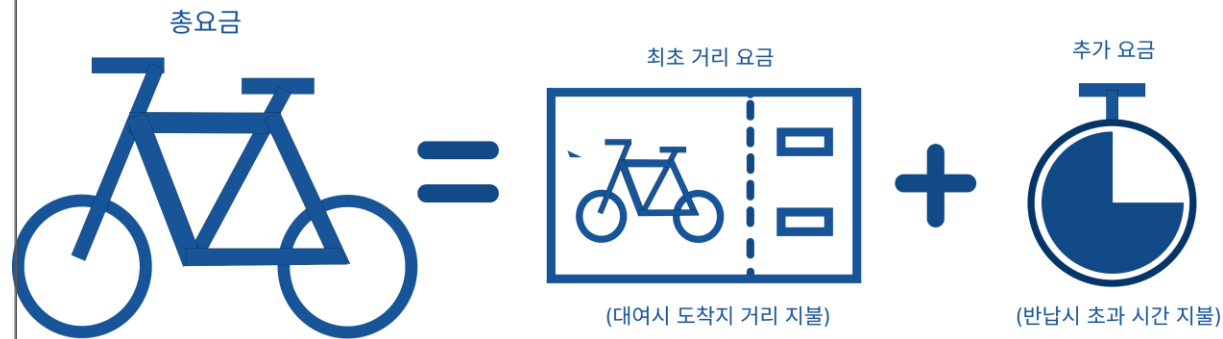 총요금
최초 거리 요금
추가 요금
(대여시 도착지 거리 지불)
(반납시 초과 시간 지불)